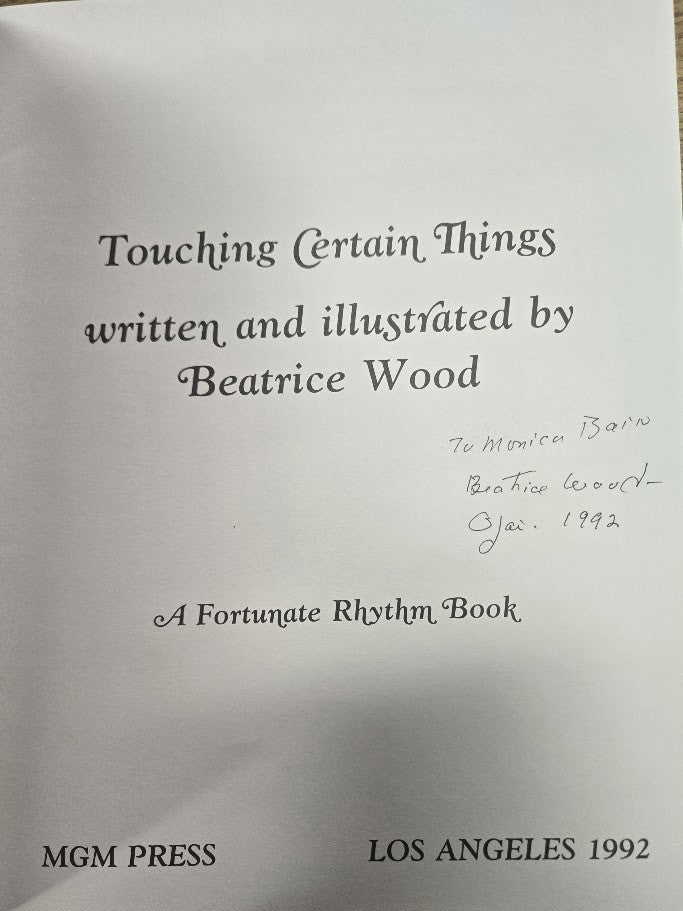 Touching Certain Things
written and illustrated by
Beatrice Wood
To Monica Bain
Beatrice Wood
Ojai. 1992
A Fortunate Rhythm Book
MGM PRESS LOS ANGELES 1992